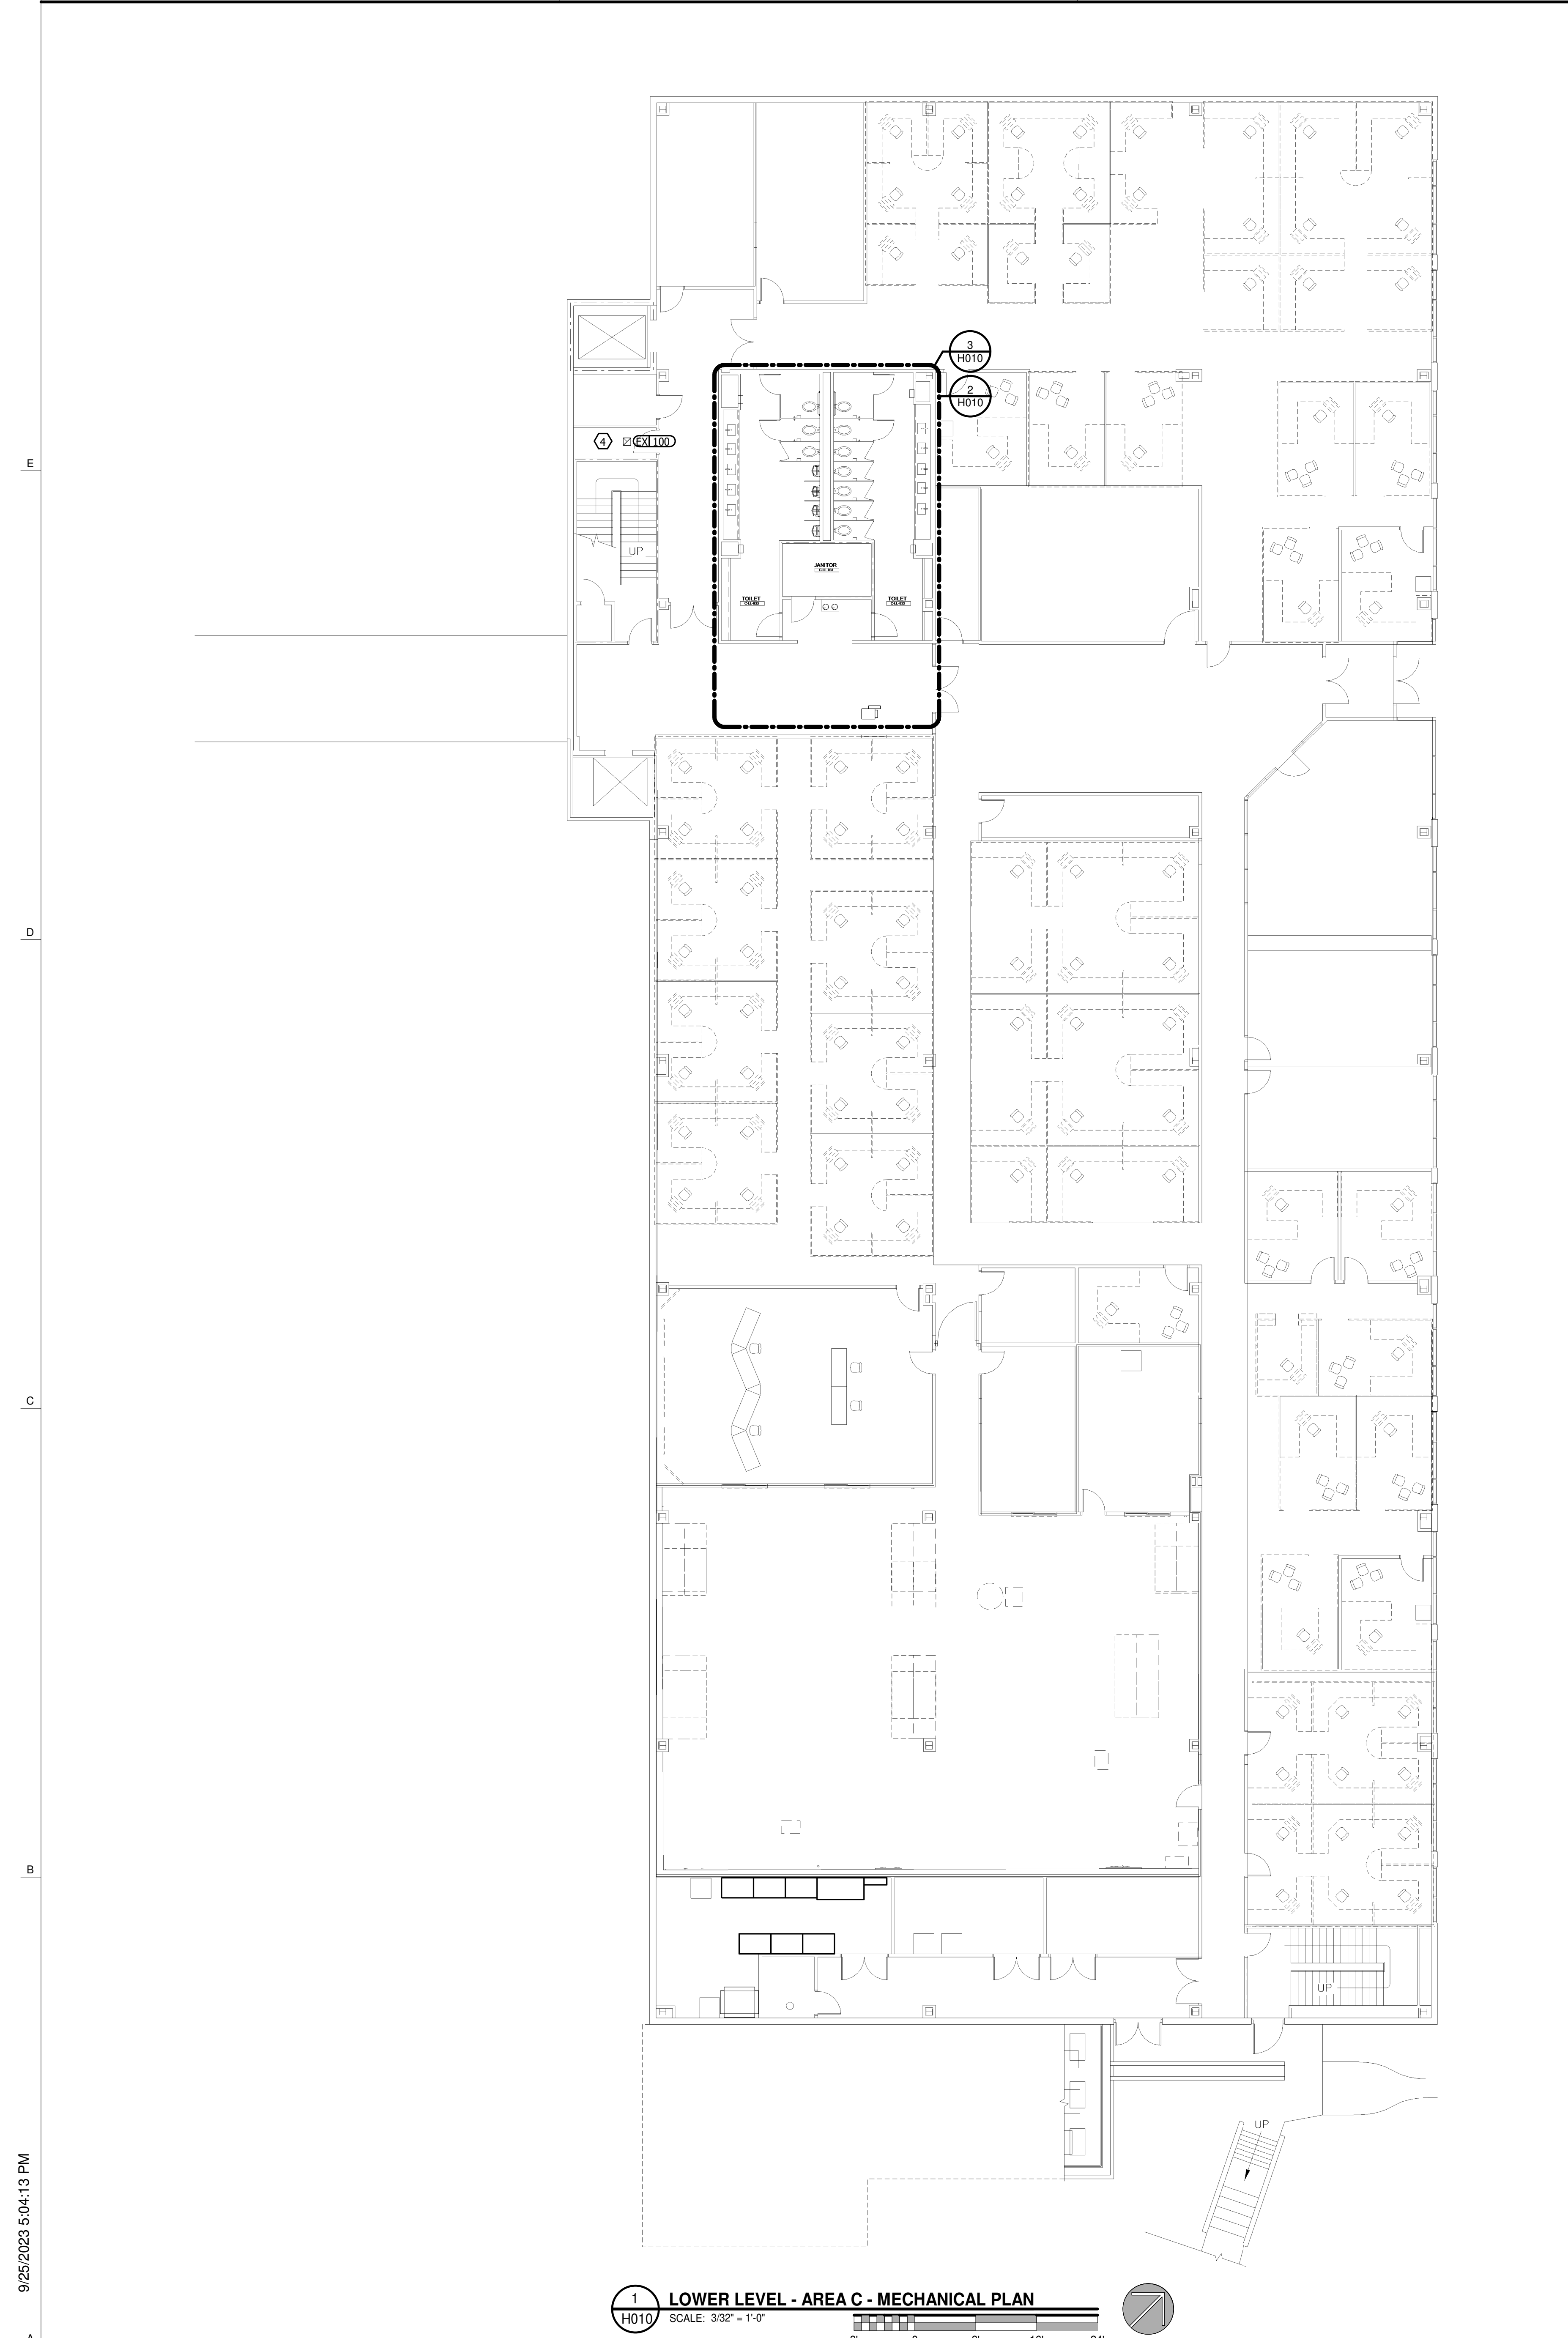 3
H010
2
H010
4
EX 100
E
UP
JANITOR
TOILET
TOILET
D
C
B
UP
UP
9/25/2023 5:04:13 PM
1
H010
LOWER LEVEL - AREA C - MECHANICAL PLAN
SCALE: 3/32" = 1'-0"